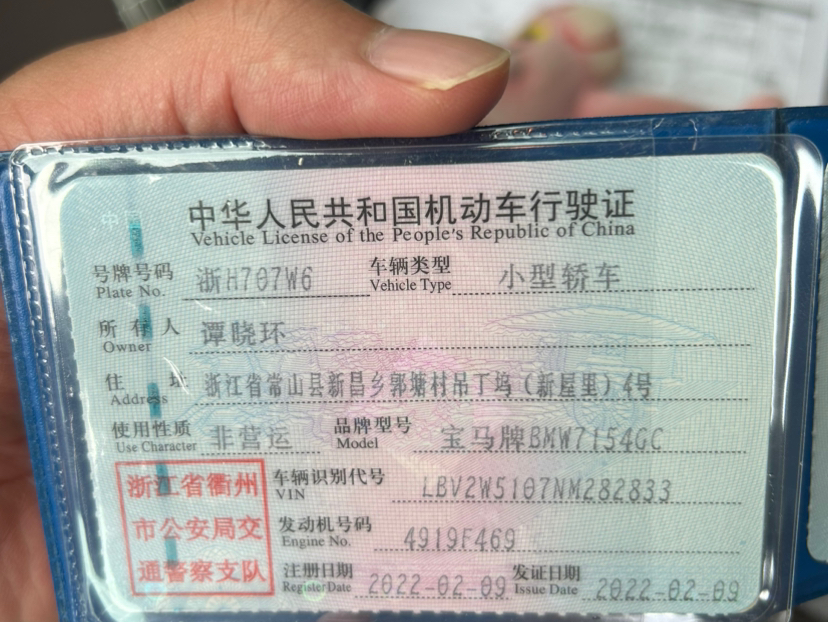 中华人民共和国机动车行驶证
Vehicle License of the People's Republic of China
号牌号码 浙H707W6 车辆类型 小型轿车
Plate No. Vehicle Type
所有人 谭晓环
Owner
住址 浙江省常山县新昌乡郭塘村吊丁坞（新屋里）4号
Address
使用性质 非营运 品牌型号 宝马牌BMW7154GC
Use Character Model
浙江省衢州
市公安局交
通警察支队
车辆识别代号 LBV2W5107NM282833
VIN
发动机号码 4919F469
Engine No.
注册日期 2022-02-09 发证日期 2022-02-09
Register Date Issue Date